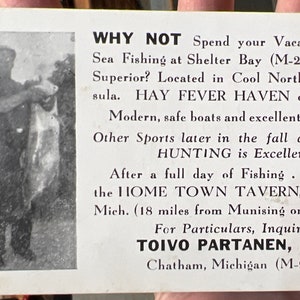 WHY NOT Spend your Vaca
Sea Fishing at Shelter Bay (M-2
Superior? Located in Cool North
sula. HAY FEVER HAVEN
Modern, safe boats and excellent
Other Sports later in the fall
HUNTING is Excellen
After a full day of Fishing .
the HOME TOWN TAVERN,
Mich. (18 miles from Munising or
For Particulars, Inquir
TOIVO PARTANEN,
Chatham, Michigan (M-